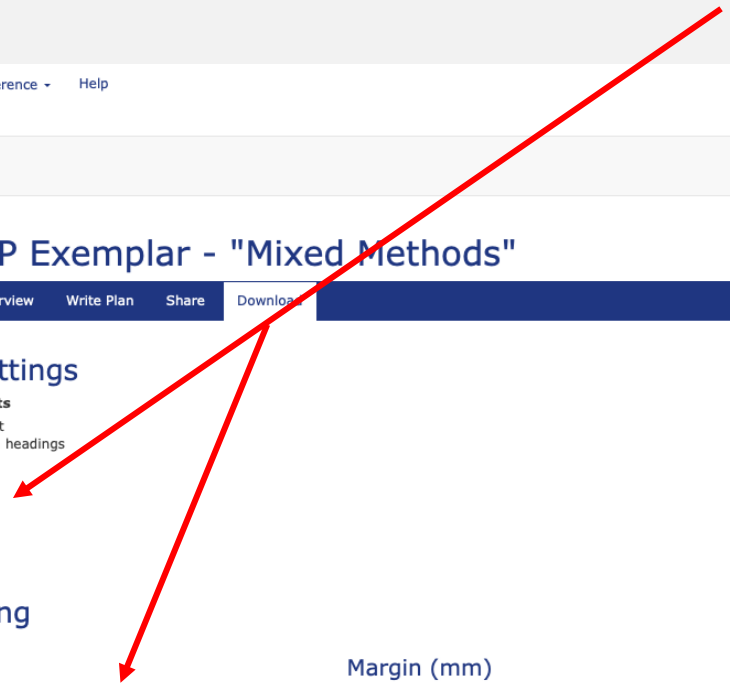 erence Help
P Exemplar - "Mixed Methods"
rview Write Plan Share Download
ttings
ts
t
headings
ng
Margin (mm)